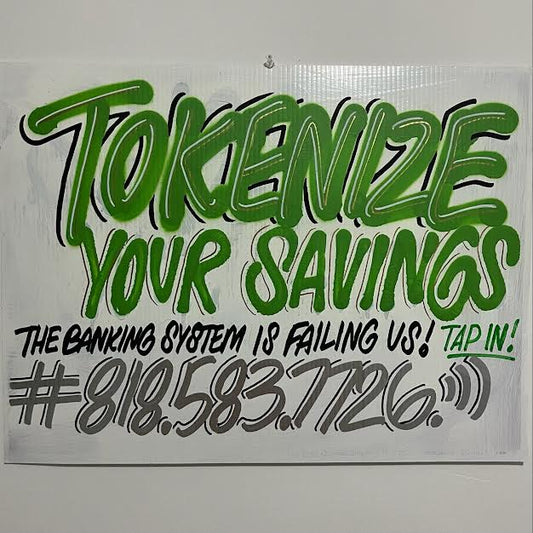 TOKENIZE
YOUR SAVINGS
THE BANKING SYSTEM IS FAILING US! TAP IN!
#818.583.7726.